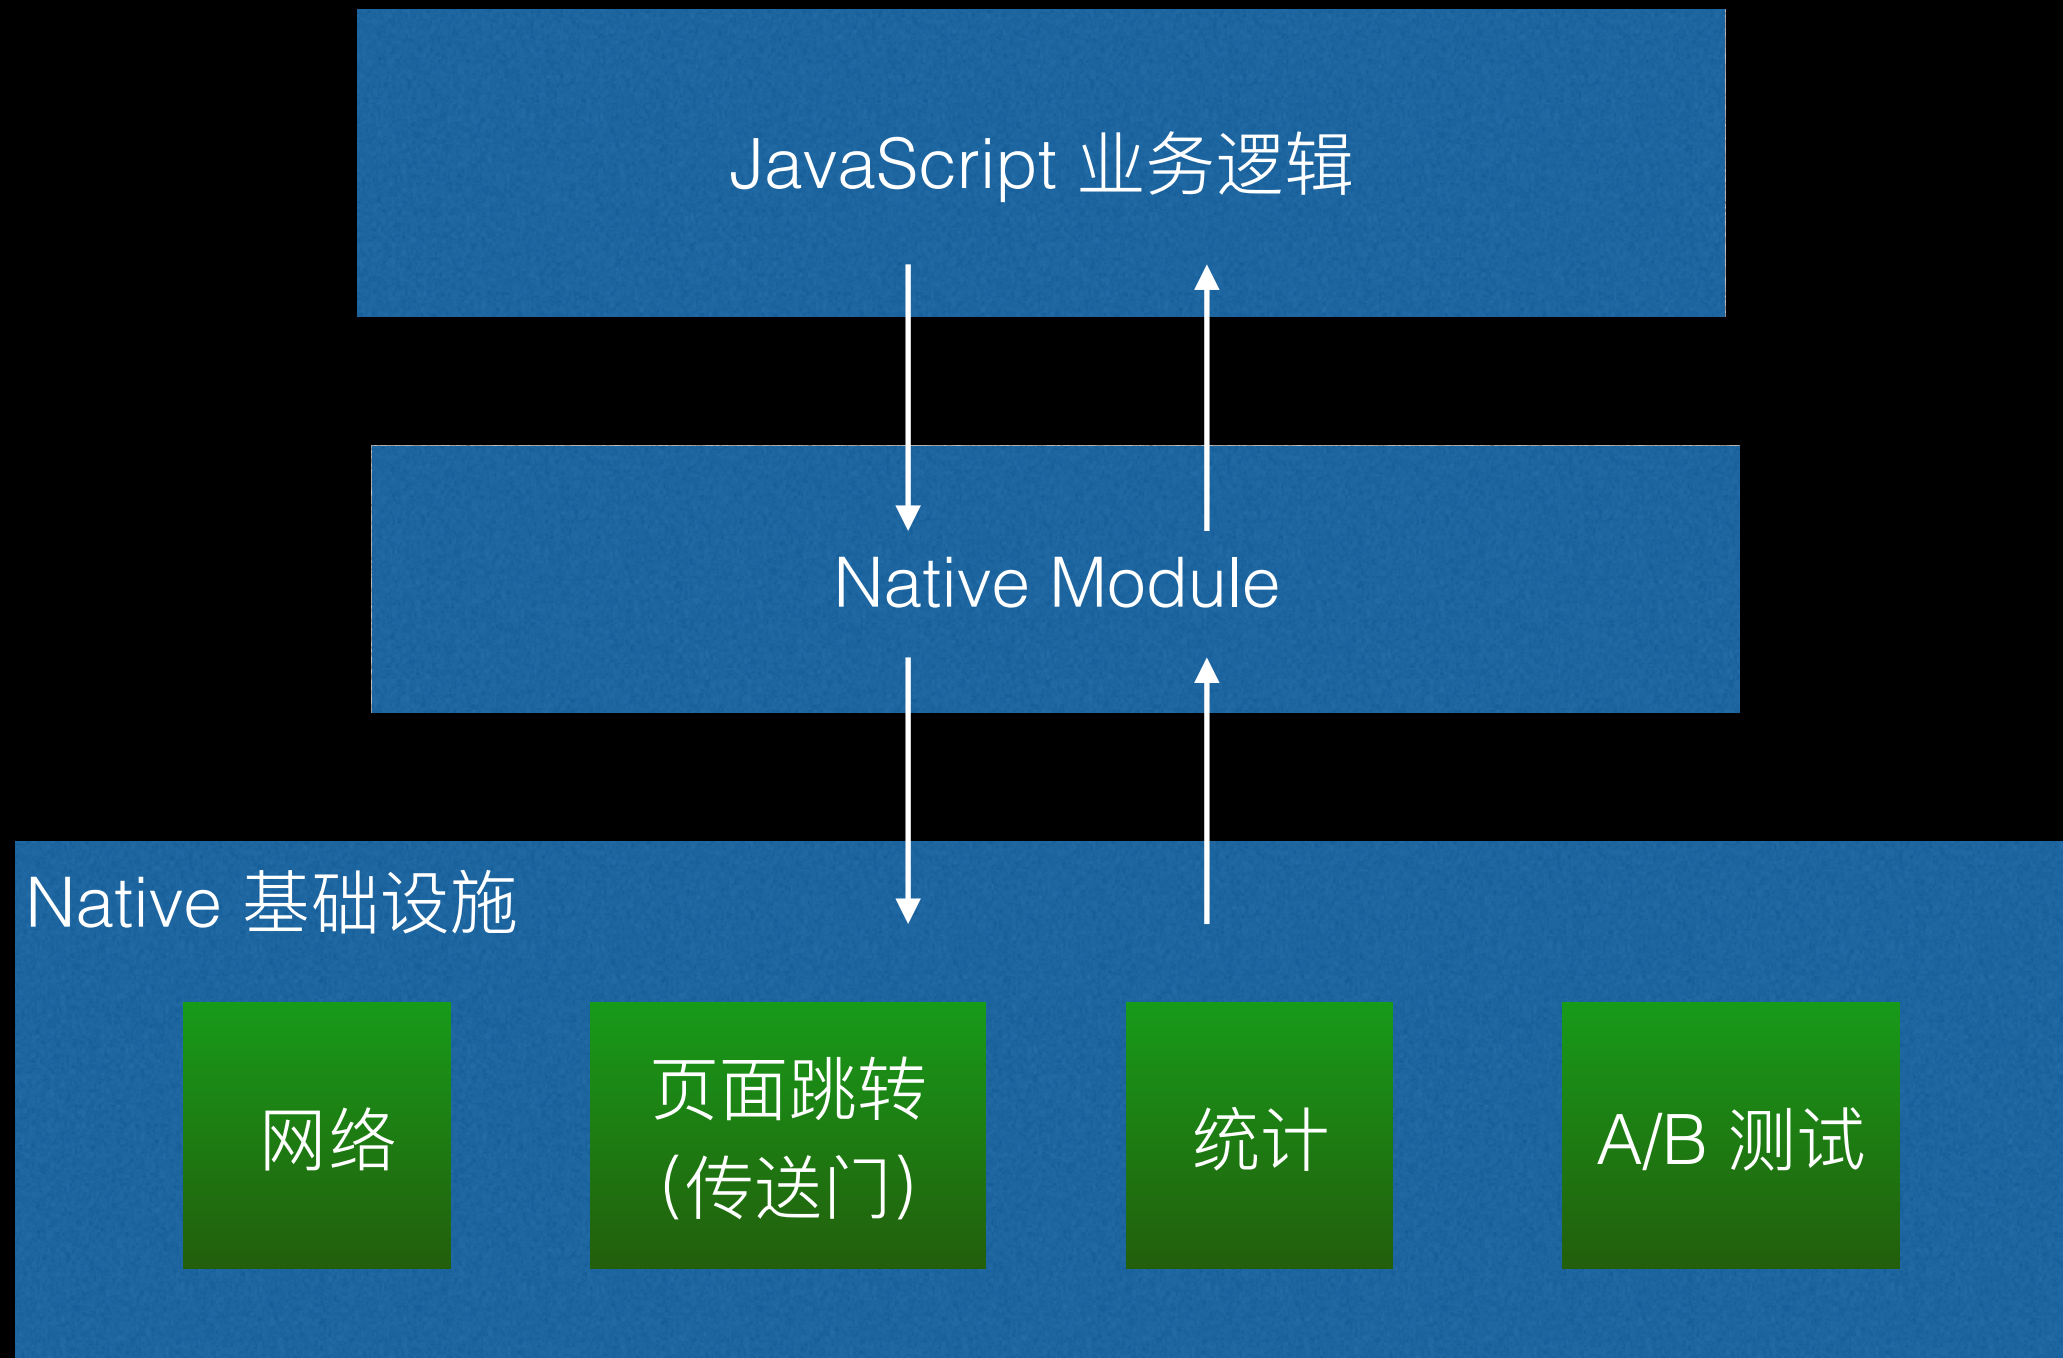 JavaScript 业务逻辑
Native Module
Native 基础设施
网络
页面跳转
(传送门)
统计
A/B 测试